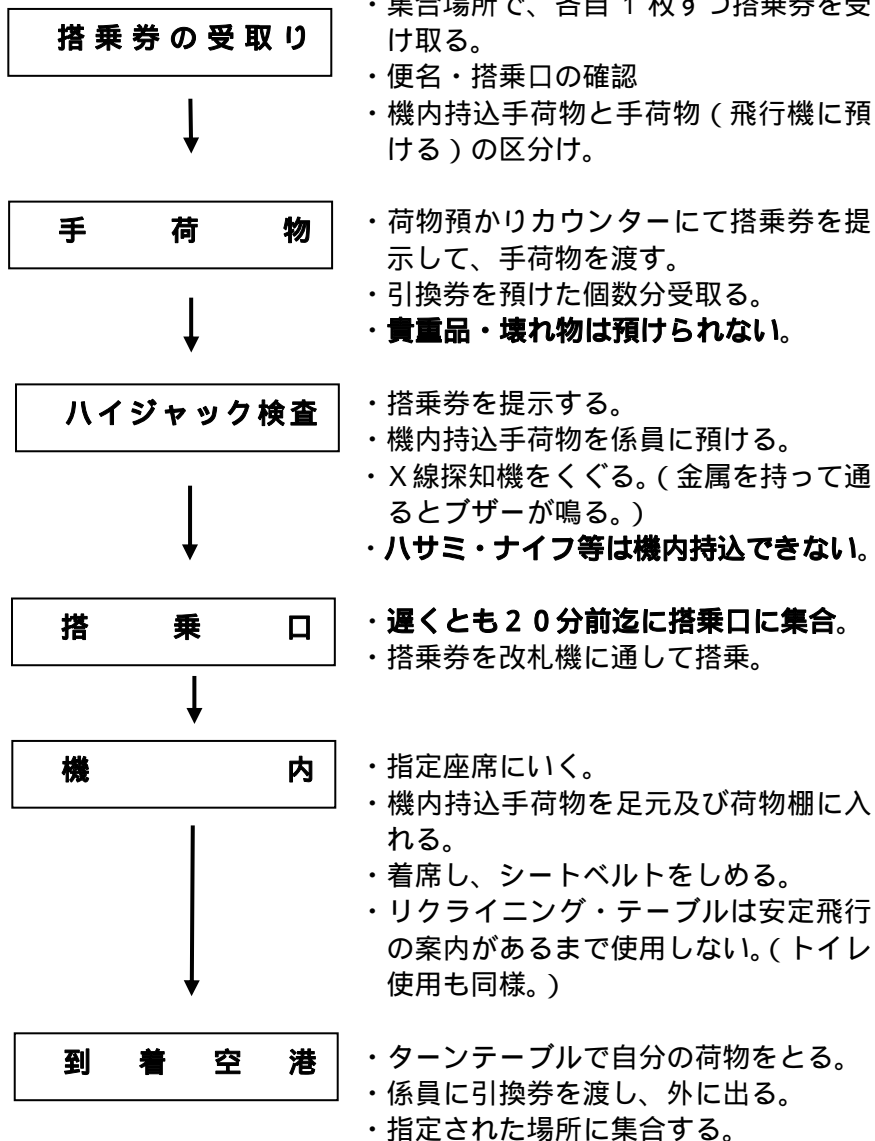 搭乗券の受取り
・集合場所で、各自１枚ずつ搭乗券を受
け取る。
・便名・搭乗口の確認
・機内持込手荷物と手荷物（飛行機に預
ける）の区分け。
手荷物
・荷物預かりカウンターにて搭乗券を提
示して、手荷物を渡す。
・引換券を預けた個数分受取る。
・貴重品・壊れ物は預けられない。
ハイジャック検査
・搭乗券を提示する。
・機内持込手荷物を係員に預ける。
・Ｘ線探知機をくぐる。（金属を持って通
るとブザーが鳴る。）
・ハサミ・ナイフ等は機内持込できない。
搭乗口
・遅くとも２０分前迄に搭乗口に集合。
・搭乗券を改札機に通して搭乗。
機内
・指定座席にいく。
・機内持込手荷物を足元及び荷物棚に入
れる。
・着席し、シートベルトをしめる。
・リクライニング・テーブルは安定飛行
の案内があるまで使用しない。（トイレ
使用も同様。）
到着空港
・ターンテーブルで自分の荷物をとる。
・係員に引換券を渡し、外に出る。
・指定された場所に集合する。